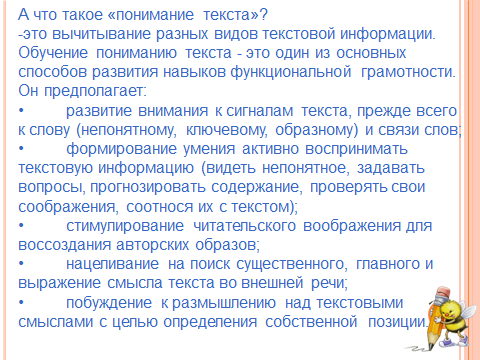 А что такое «понимание текста»?
-это вычитывание разных видов текстовой информации.
Обучение пониманию текста - это один из основных
способов развития навыков функциональной грамотности.
Он предполагает:
• развитие внимания к сигналам текста, прежде всего
к слову (непонятному, ключевому, образному) и связи слов;
• формирование умения активно воспринимать
текстовую информацию (видеть непонятное, задавать
вопросы, прогнозировать содержание, проверять свои
соображения, соотнося их с текстом);
• стимулирование читательского воображения для
воссоздания авторских образов;
• нацеливание на поиск существенного, главного и
выражение смысла текста во внешней речи;
• побуждение к размышлению над текстовыми
смыслами с целью определения собственной позиции.